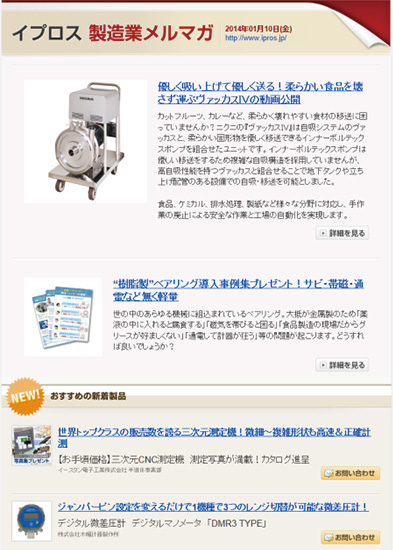 イプロス 製造業メルマガ
2014年01月10日(金)
http://www.ipros.jp/
優しく吸い上げて優しく送る！柔らかい食品を壊
さず運ぶヴァッカスIVの動画公開
カットフルーツ、カレーなど、柔らかく壊れやすい食材の移送に困
っていませんか？ニクニの『ヴァッカスIV』は自吸システムのヴァ
ッカスと、柔らかい固形物を優しく移送できるインナーボルテック
スポンプを組合せたユニットです。インナーボルテックスポンプは
優しい移送をするため複雑な自吸構造を採用していませんが、
高自吸性能を持つヴァッカスと組合せることで地下タンクや立ち
上げ配管のある設備での自吸・移送を可能としました。
食品、ケミカル、排水処理、製紙など様々な分野に対応し、手作
業の廃止による安全な作業と工場の自動化を実現します。
詳細を見る
“樹脂製”ベアリング導入事例集プレゼント！サビ・帯磁・通
電など無く軽量
世の中のあらゆる機械に組込まれているベアリング。大抵が金属製のため「薬
液の中に入れると腐食する」「磁気を帯びると困る」「食品製造の現場だからグ
リースが好ましくない」「通電して計器が狂う」等の問題が起こります。どうすれ
ば良いでしょうか？
詳細を見る
NEW!
おすすめの新着製品
世界トップクラスの販売数を誇る三次元測定機！微細～複雑形状も高速＆正確計
測
【お手頃価格】三次元CNC測定機　測定写真が満載！カタログ進呈
イースタン電子工業株式会社 半導体事業部
写真集プレゼント
お問い合わせ
ジャンパーピン設定を変えるだけで1機種で3つのレンジ切替が可能な微差圧計！
デジタル微差圧計　デジタルマノメータ 「DMR3 TYPE」
株式会社木幡計器製作所
お問い合わせ